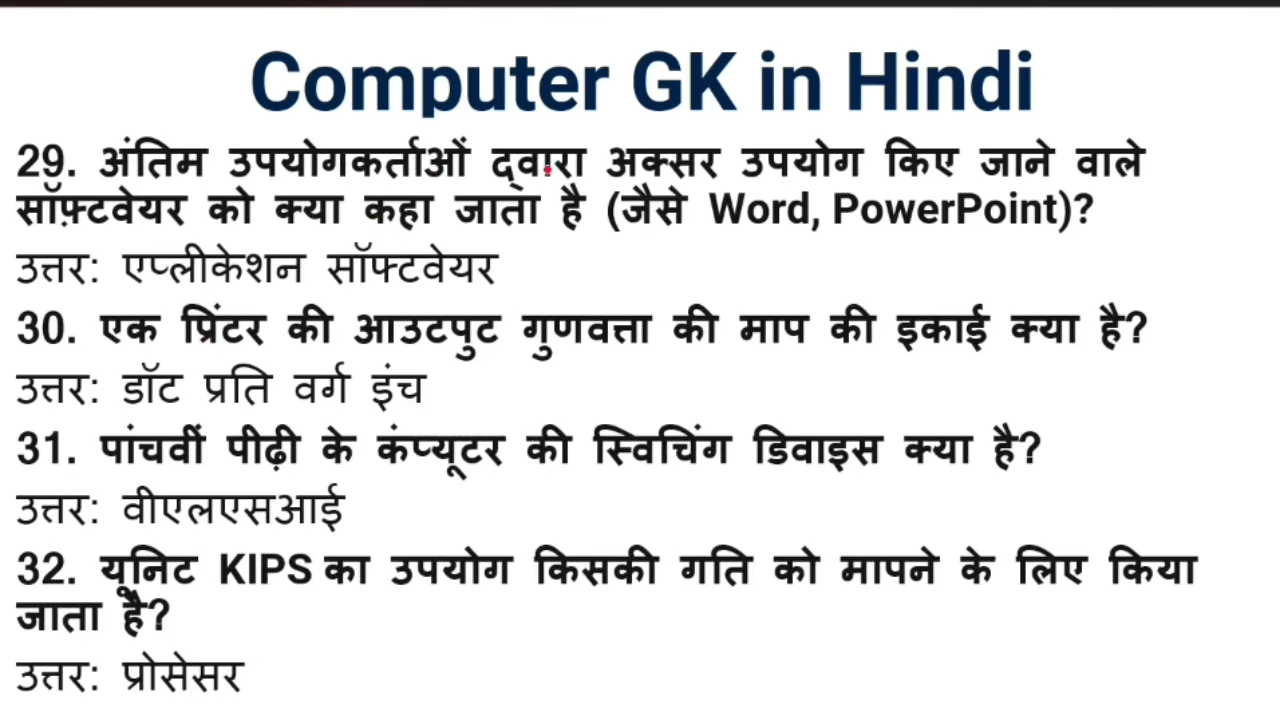 Computer GK in Hindi
29. अंतिम उपयोगकर्ताओं द्वारा अक्सर उपयोग किए जाने वाले
सॉफ़्टवेयर को क्या कहा जाता है (जैसे Word, PowerPoint)?
उत्तर: एप्लीकेशन सॉफ्टवेयर
30. एक प्रिंटर की आउटपुट गुणवत्ता की माप की इकाई क्या है?
उत्तर: डॉट प्रति वर्ग इंच
31. पांचवीं पीढ़ी के कंप्यूटर की स्विचिंग डिवाइस क्या है?
उत्तर: वीएलएसआई
32. यूनिट KIPS का उपयोग किसकी गति को मापने के लिए किया
जाता है?
उत्तर: प्रोसेसर